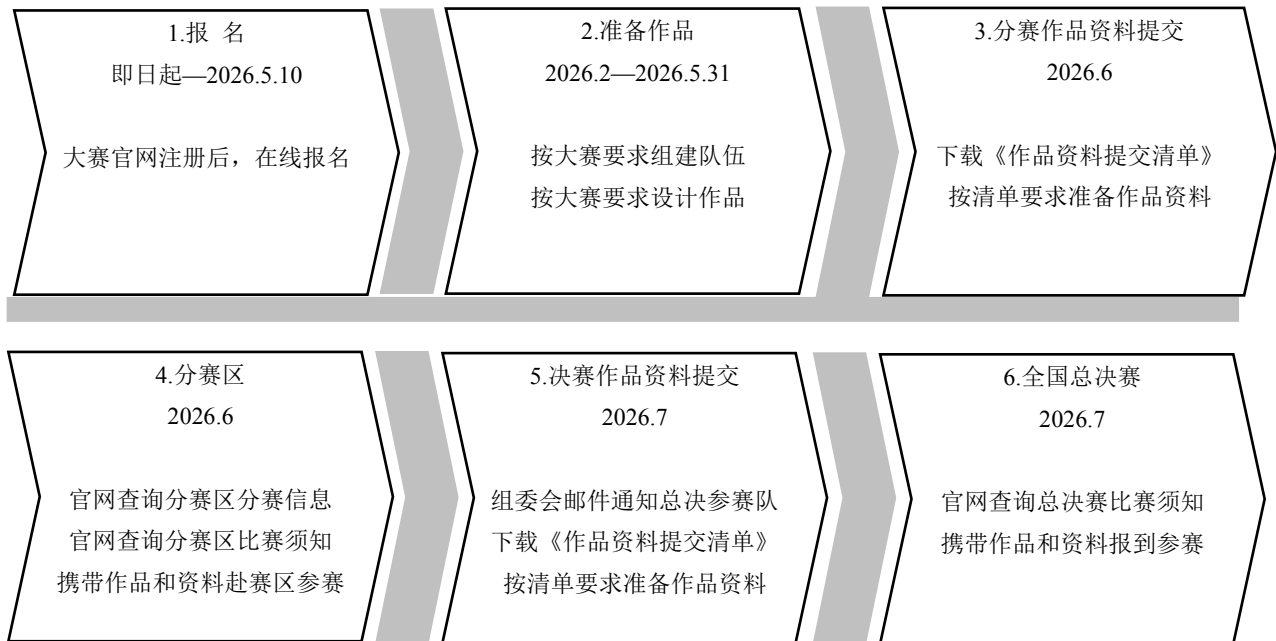 1.报 名
即日起—2026.5.10
大赛官网注册后，在线报名
2.准备作品
2026.2—2026.5.31
按大赛要求组建队伍
按大赛要求设计作品
3.分赛作品资料提交
2026.6
下载《作品资料提交清单》
按清单要求准备作品资料
4.分赛区
2026.6
官网查询分赛区分赛信息
官网查询分赛区比赛须知
携带作品和资料赴赛区参赛
5.决赛作品资料提交
2026.7
组委会邮件通知总决参赛队
下载《作品资料提交清单》
按清单要求准备作品资料
6.全国总决赛
2026.7
官网查询总决赛比赛须知
携带作品和资料报到参赛